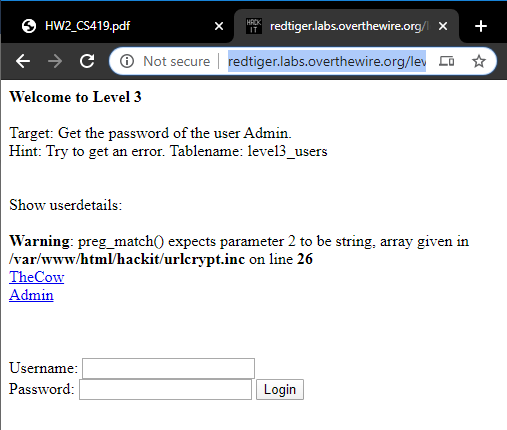 HW2_CS419.pdf
HACK IT
redtiger.labs.overthewire.org/l
Not secure
redtiger.labs.overthewire.org/lev
Welcome to Level 3
Target: Get the password of the user Admin.
Hint: Try to get an error. Tablename: level3_users
Show userdetails:
Warning: preg_match() expects parameter 2 to be string, array given in
/var/www/html/hackit/urlcrypt.inc on line 26
TheCow
Admin
Username:
Password:
Login